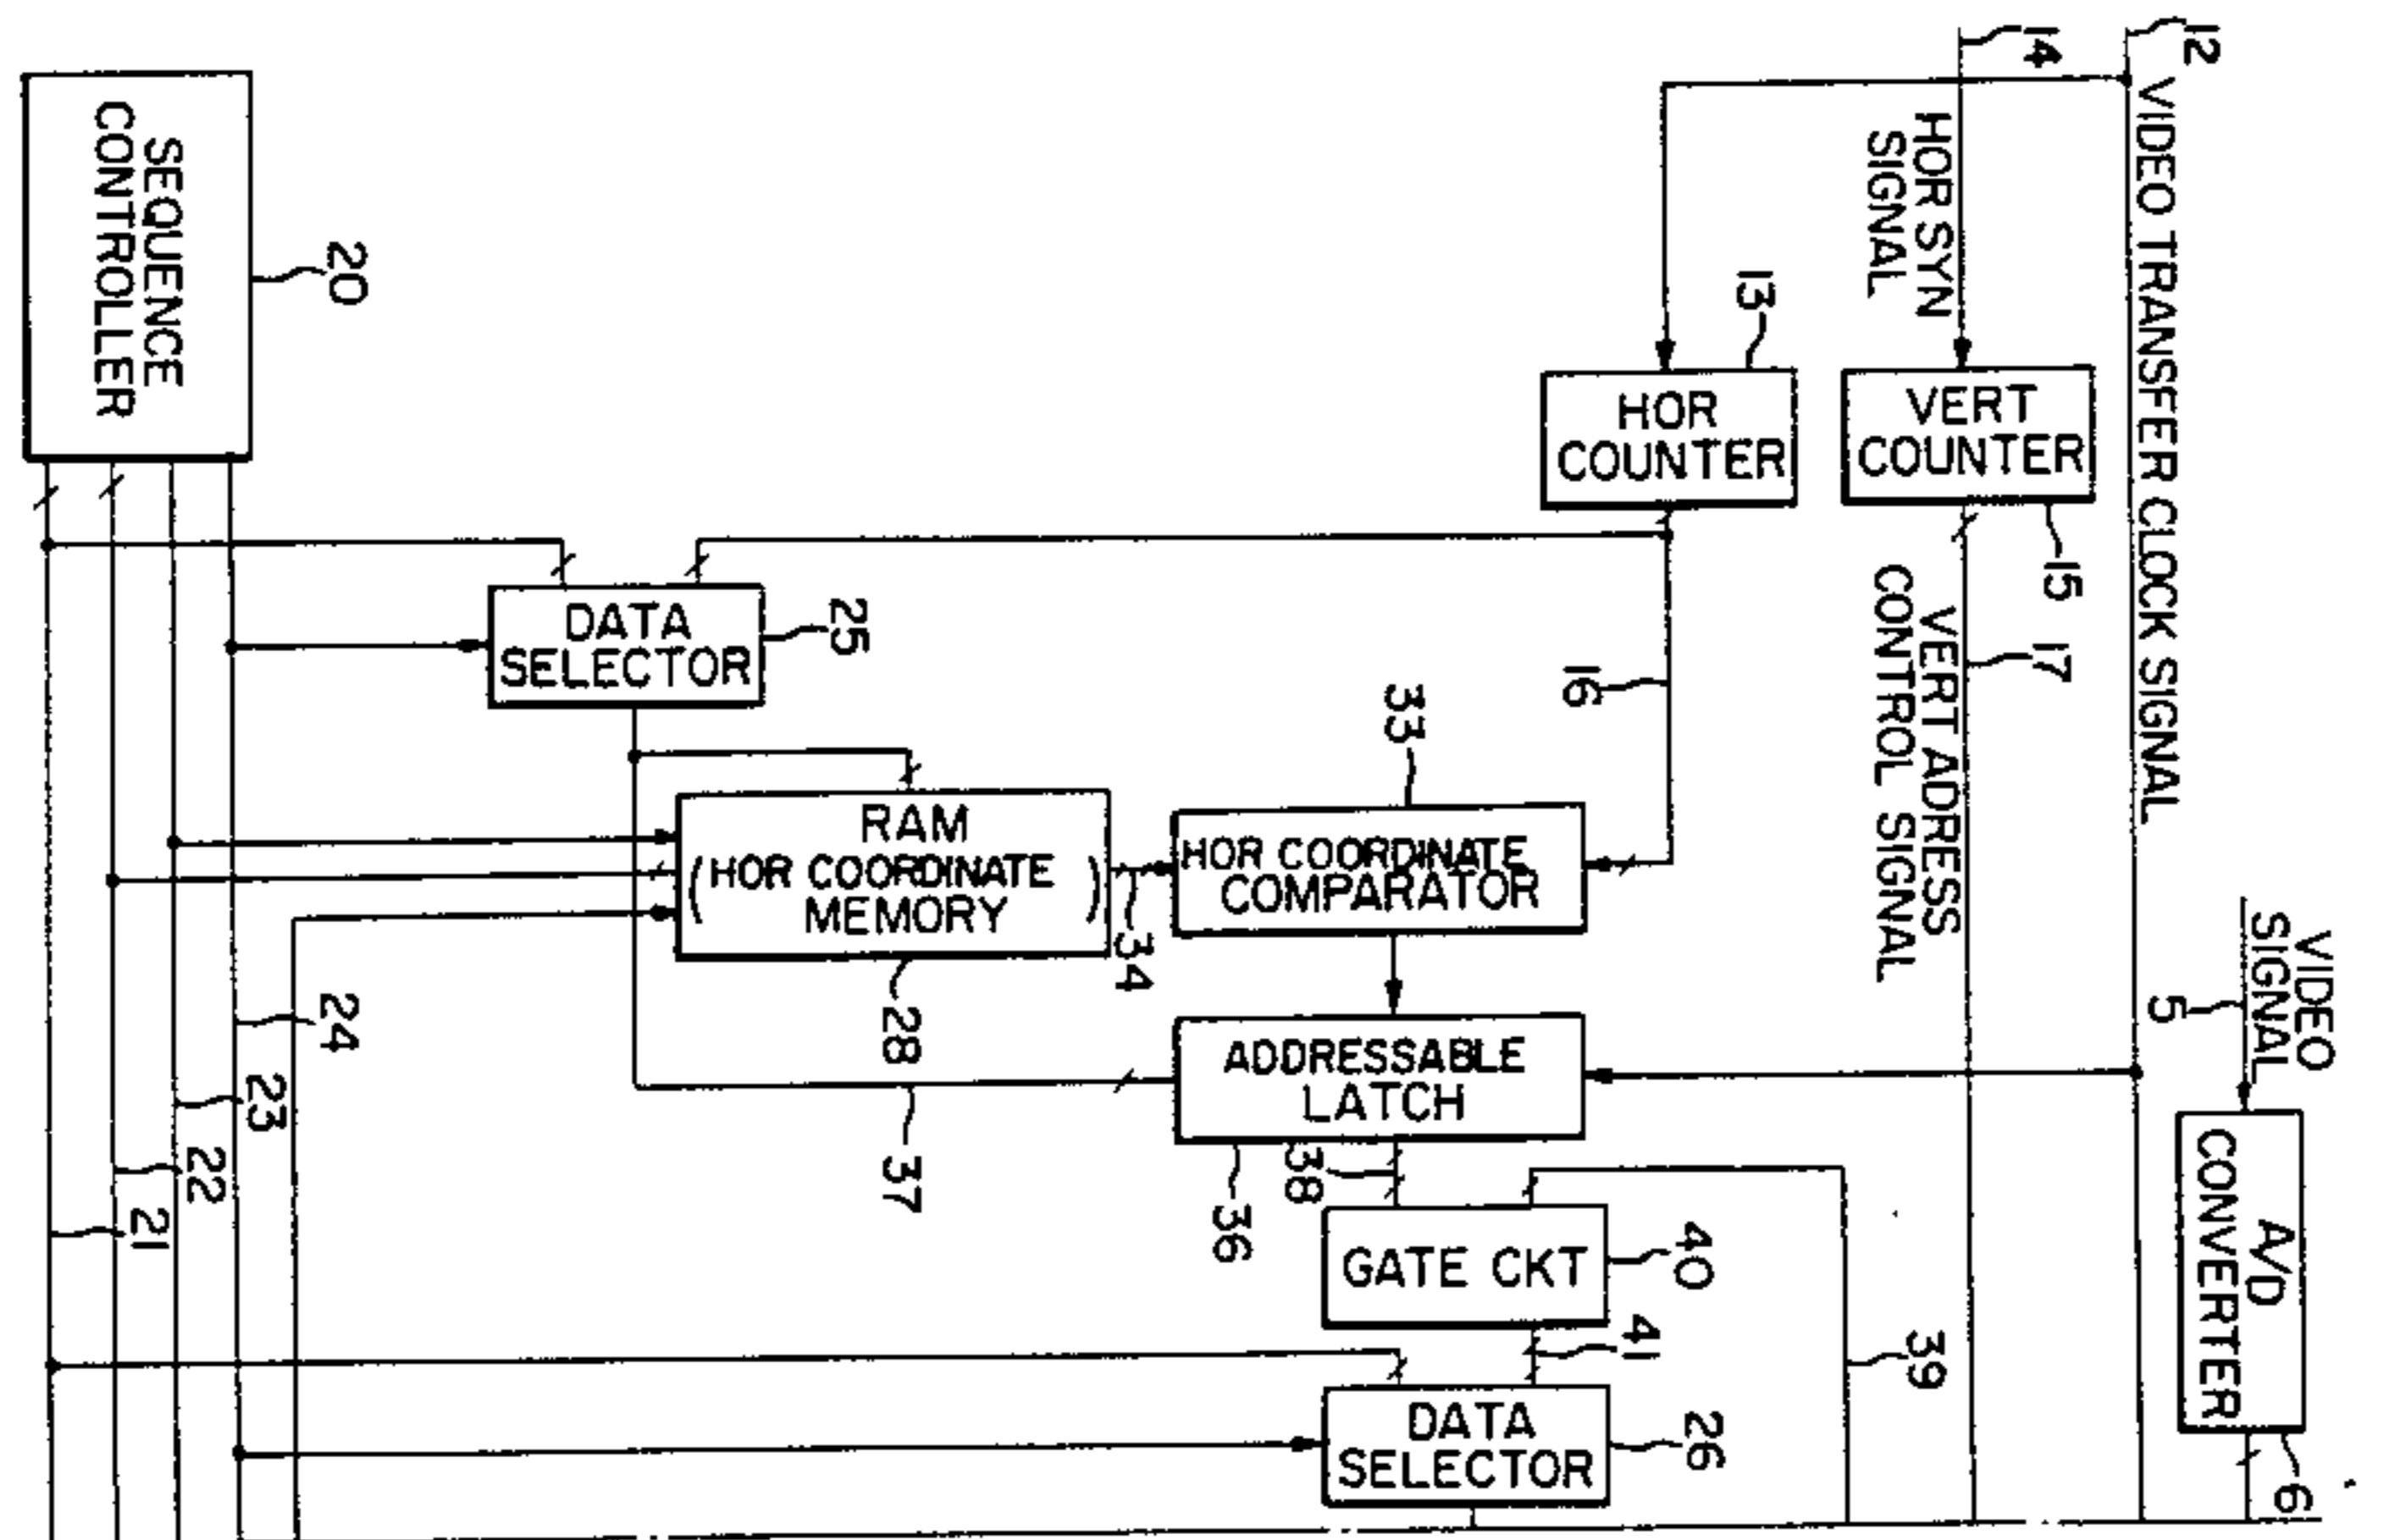 12
VIDEO TRANSFER CLOCK SIGNAL
14
HOR SYN
SIGNAL
13
HOR
COUNTER
VERT
COUNTER
15
17
VERT ADRESS
CONTROL SIGNAL
16
SEQUENCE
CONTROLLER
20
DATA
SELECTOR
25
33
RAM
(HOR COORDINATE
MEMORY)
28
34
HOR COORDINATE
COMPARATOR
VIDEO
SIGNAL
5
A/D
CONVERTER
6
ADDRESSABLE
LATCH
36
37
38
24
23
22
21
GATE CKT
40
41
39
DATA
SELECTOR
26